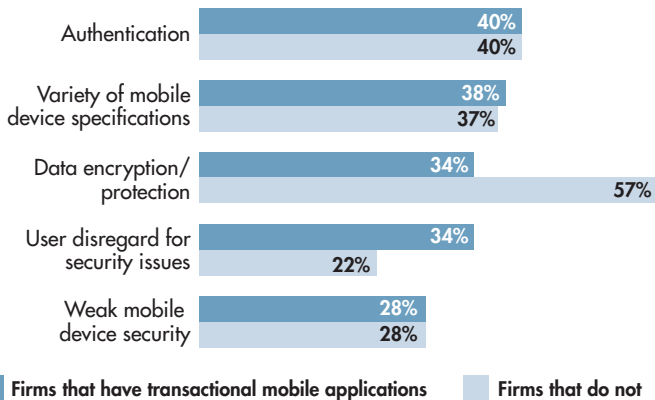 Authentication
40%
40%
Variety of mobile
device specifications
38%
37%
Data encryption/
protection
34%
57%
User disregard for
security issues
34%
22%
Weak mobile
device security
28%
28%
Firms that have transactional mobile applications
Firms that do not